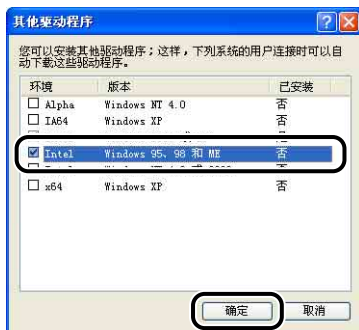 其他驱动程序
您可以安装其他驱动程序；这样，下列系统的用户连接时可以自
动下载这些驱动程序。
环境 版本 已安装
Alpha Windows NT 4.0 否
IA64 Windows XP 否
Intel Windows 95、98 和 ME 否
x64 Windows XP 否
确定 取消